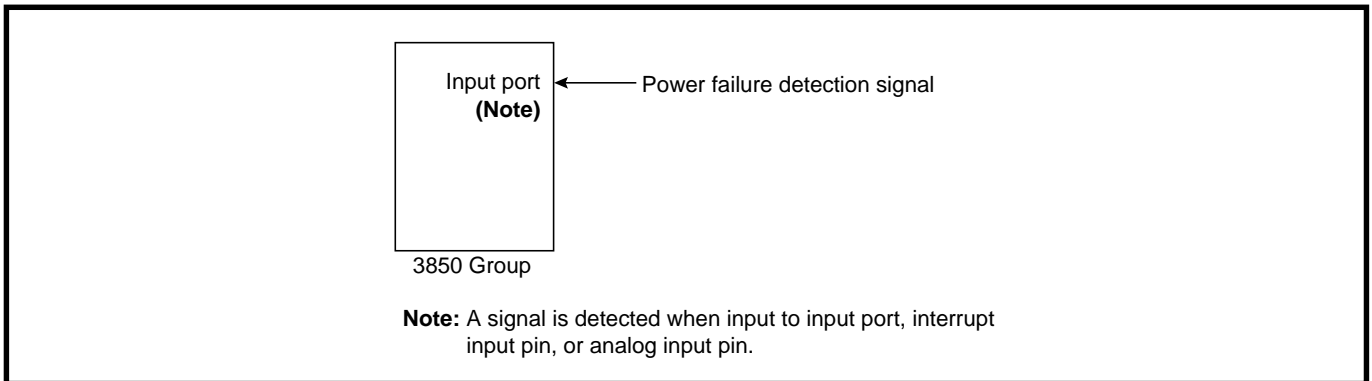 Input port
(Note)
Power failure detection signal
3850 Group
Note: A signal is detected when input to input port, interrupt
input pin, or analog input pin.